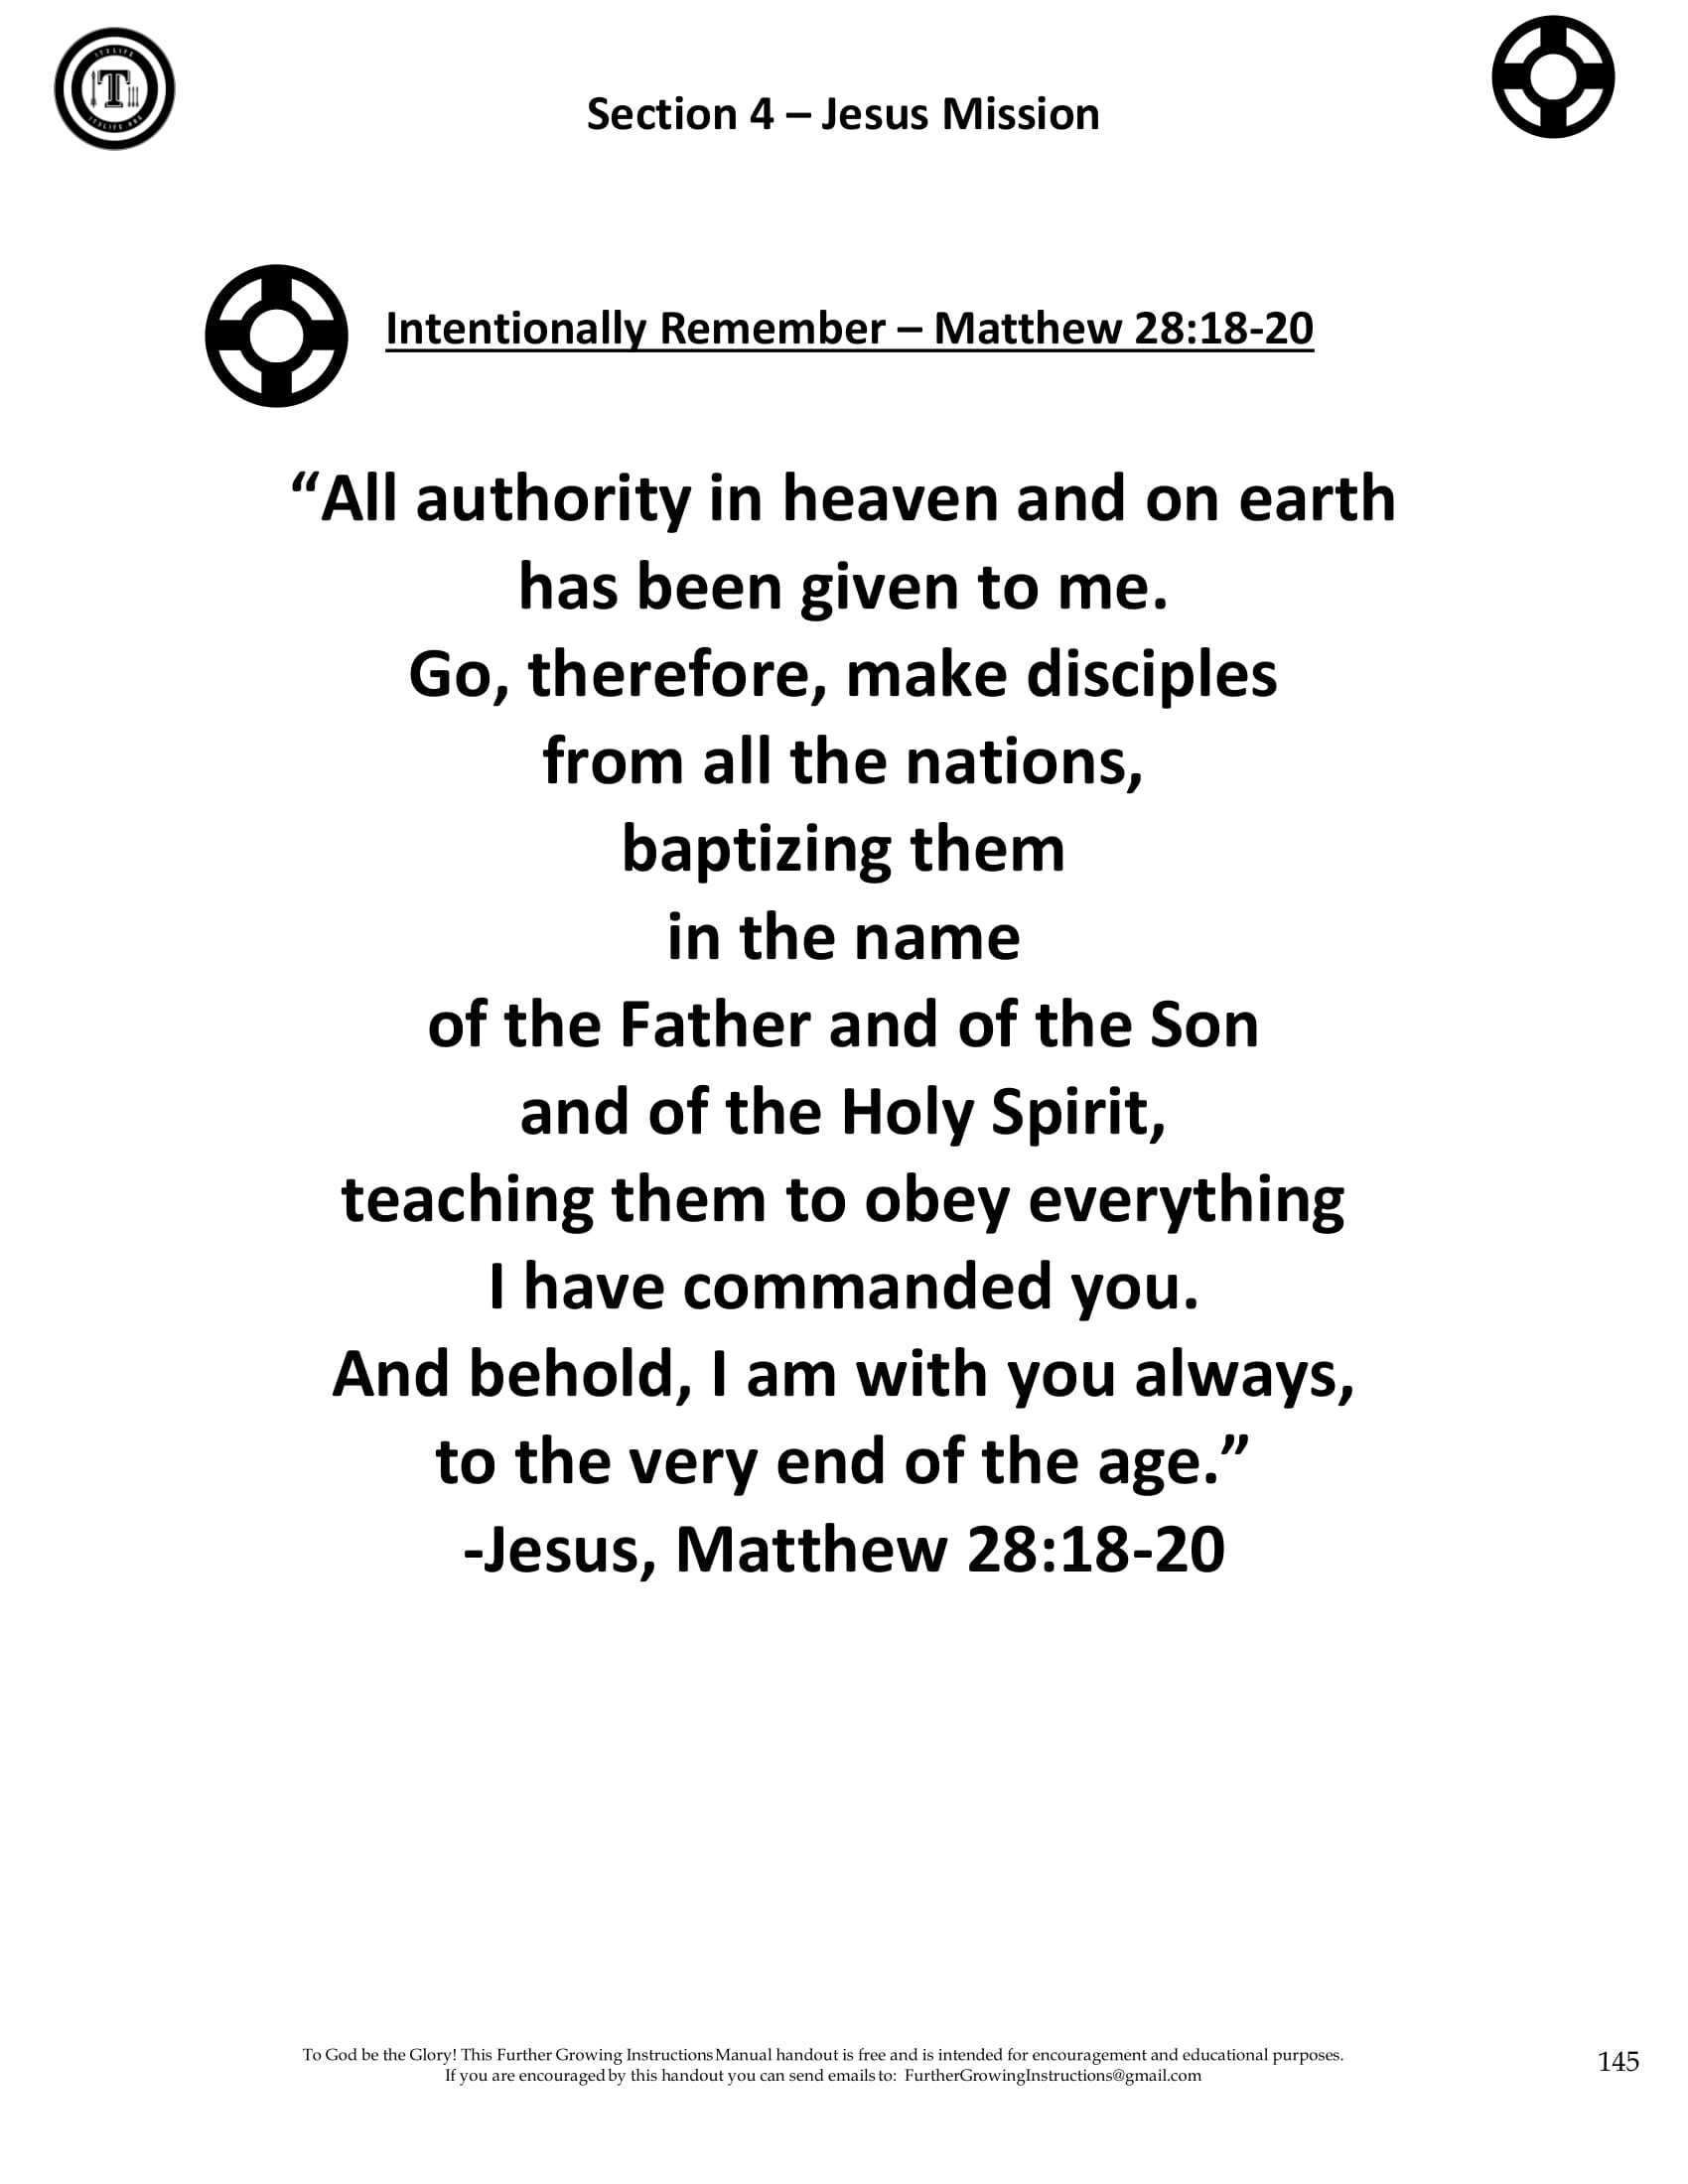 IT3LIFE
T
IT3LIFE.ORG
Section 4 – Jesus Mission
Intentionally Remember – Matthew 28:18-20
“All authority in heaven and on earth
has been given to me.
Go, therefore, make disciples
from all the nations,
baptizing them
in the name
of the Father and of the Son
and of the Holy Spirit,
teaching them to obey everything
I have commanded you.
And behold, I am with you always,
to the very end of the age.”
-Jesus, Matthew 28:18-20
To God be the Glory! This Further Growing Instructions Manual handout is free and is intended for encouragement and educational purposes.
If you are encouraged by this handout you can send emails to: FurtherGrowingInstructions@gmail.com
145